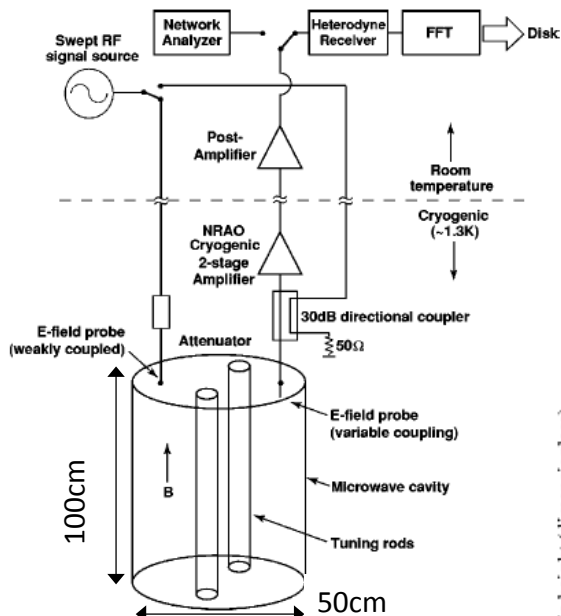 Network
Analyzer
Heterodyne
Receiver
FFT
Disk
Swept RF
signal source
Post-
Amplifier
Room
temperature
Cryogenic
(~1.3K)
NRAO
Cryogenic
2-stage
Amplifier
30dB directional coupler
50Ω
E-field probe
(weakly coupled)
Attenuator
E-field probe
(variable coupling)
B
Microwave cavity
Tuning rods
100cm
50cm